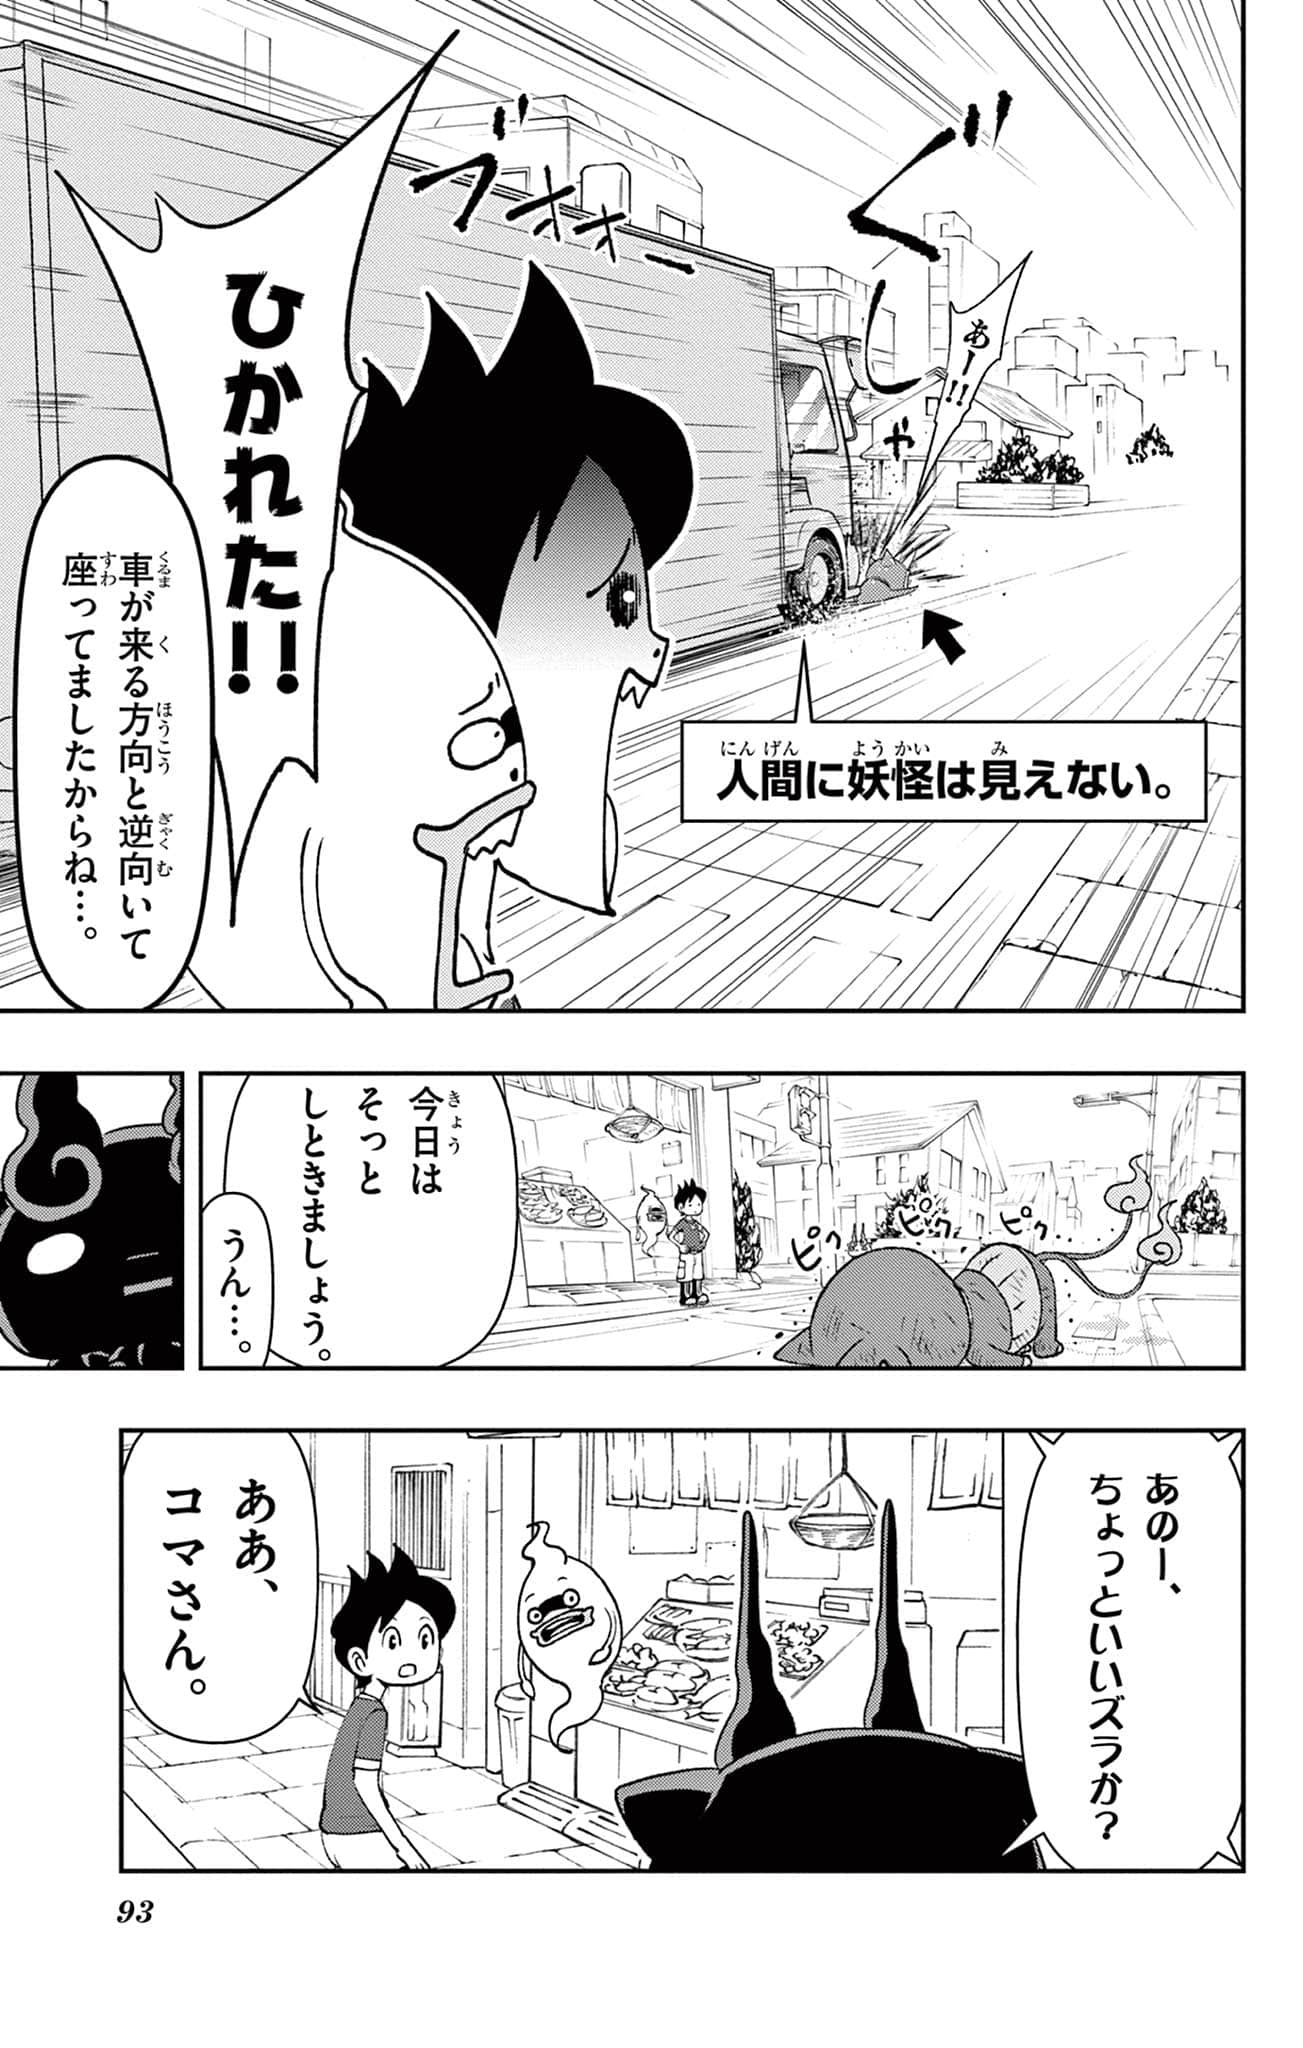 ぐしゃ
あー!!
ブオオオー
人間に妖怪は見えない。
ひかれた!!
車が来る方向と逆向いて
座ってましたからね…。
ピク
ピク
ピク
今日は
そっと
しときましょう。
うん…。
あのー、
ちょっといいズラか？
ああ、
コマさん。
93